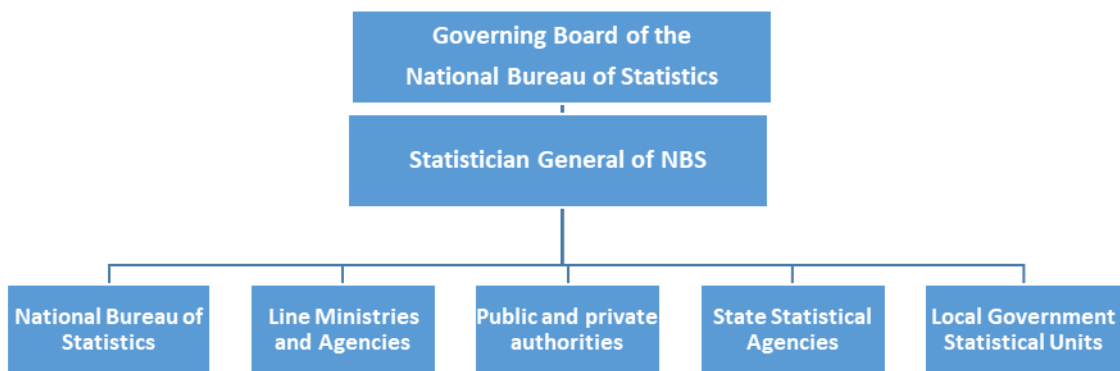 Governing Board of the
National Bureau of Statistics
Statistician General of NBS
National Bureau of
Statistics
Line Ministries
and Agencies
Public and private
authorities
State Statistical
Agencies
Local Government
Statistical Units